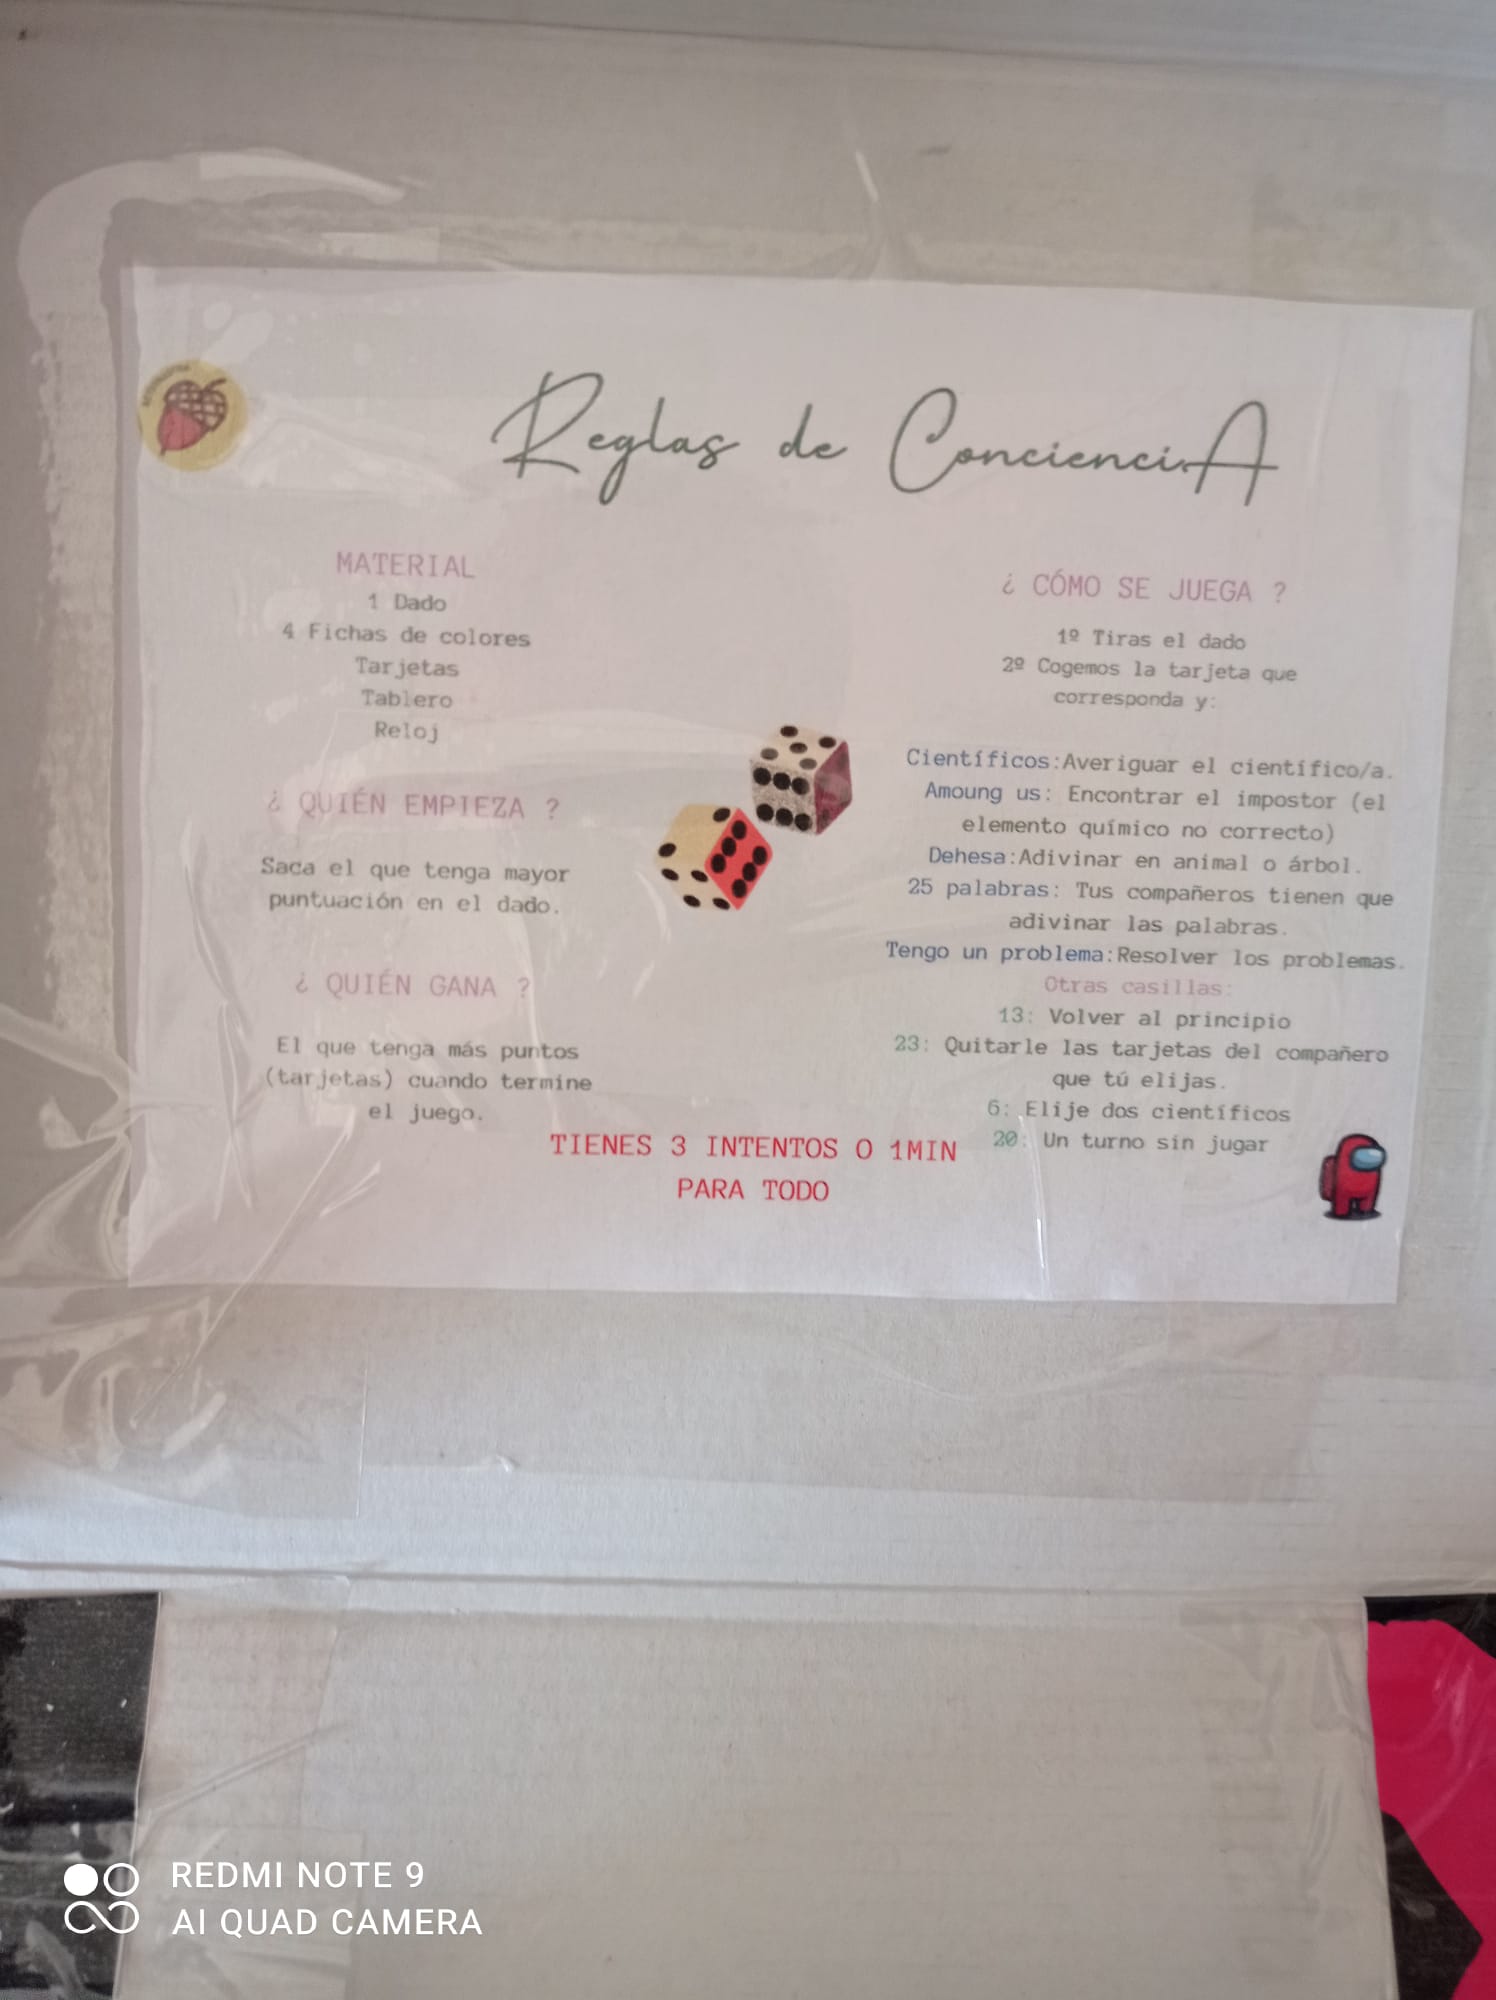 Reglas de ConcienciA
MATERIAL
1 Dado
4 Fichas de colores
Tarjetas
Tablero
Reloj
¿ QUIÉN EMPIEZA ?
Saca el que tenga mayor
puntuación en el dado.
¿ QUIÉN GANA ?
El que tenga más puntos
(tarjetas) cuando termine
el juego.
TIENES 3 INTENTOS O 1MIN
PARA TODO
¿ CÓMO SE JUEGA ?
1º Tiras el dado
2º Cogemos la tarjeta que
corresponda y:
Científicos:Averiguar el científico/a.
Amoung us: Encontrar el impostor (el
elemento químico no correcto)
Dehesa:Adivinar en animal o árbol.
25 palabras: Tus compañeros tienen que
adivinar las palabras.
Tengo un problema:Resolver los problemas.
Otras casillas:
13: Volver al principio
23: Quitarle las tarjetas del compañero
que tú elijas.
6: Elije dos científicos
20: Un turno sin jugar
REDMI NOTE 9
AI QUAD CAMERA